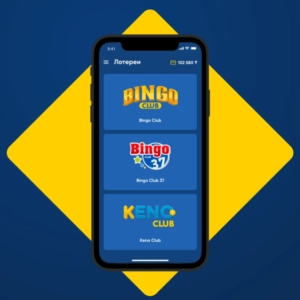 9:41
Лотереи
102 580 ₸
BINGO
CLUB
Bingo Club
Bingo
37
Bingo Club 37
KENO
CLUB
Keno Club